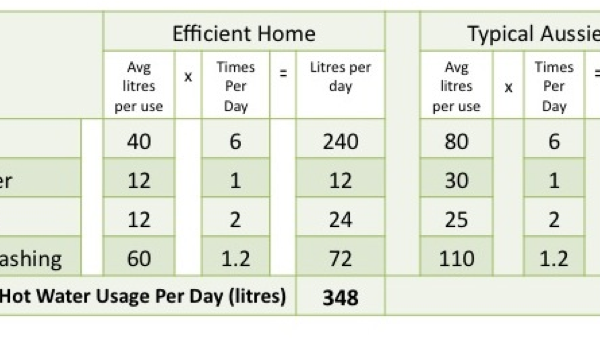 Efficient Home Typical Aussie
Avg litres per use x Times Per Day = Litres per day Avg litres per use x Times Per Day =
40 6 240 80 6
er 12 1 12 30 1
12 2 24 25 2
ashing 60 1.2 72 110 1.2
Hot Water Usage Per Day (litres) 348